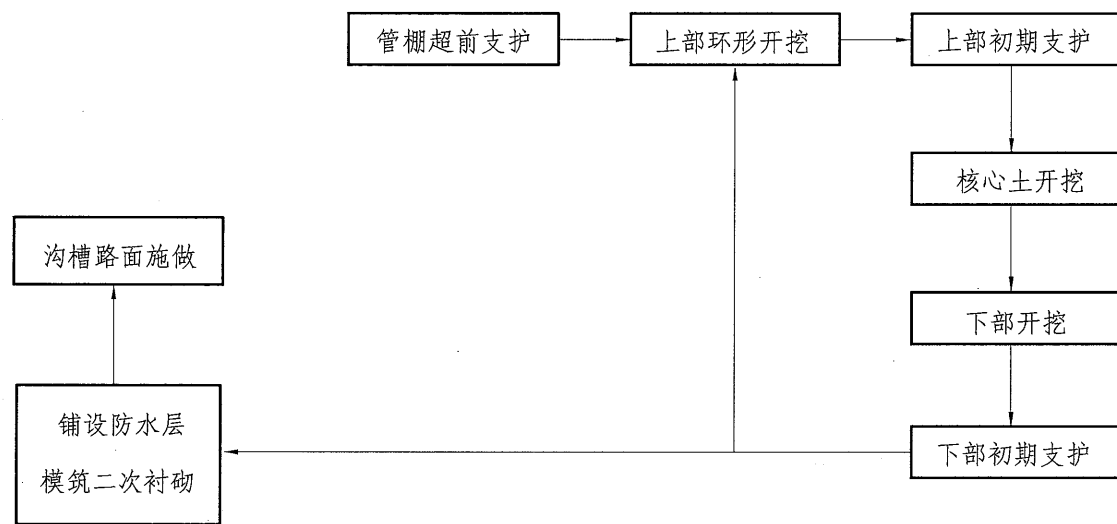 管棚超前支护
上部环形开挖
上部初期支护
核心土开挖
沟槽路面施做
下部开挖
铺设防水层
模筑二次衬砌
下部初期支护